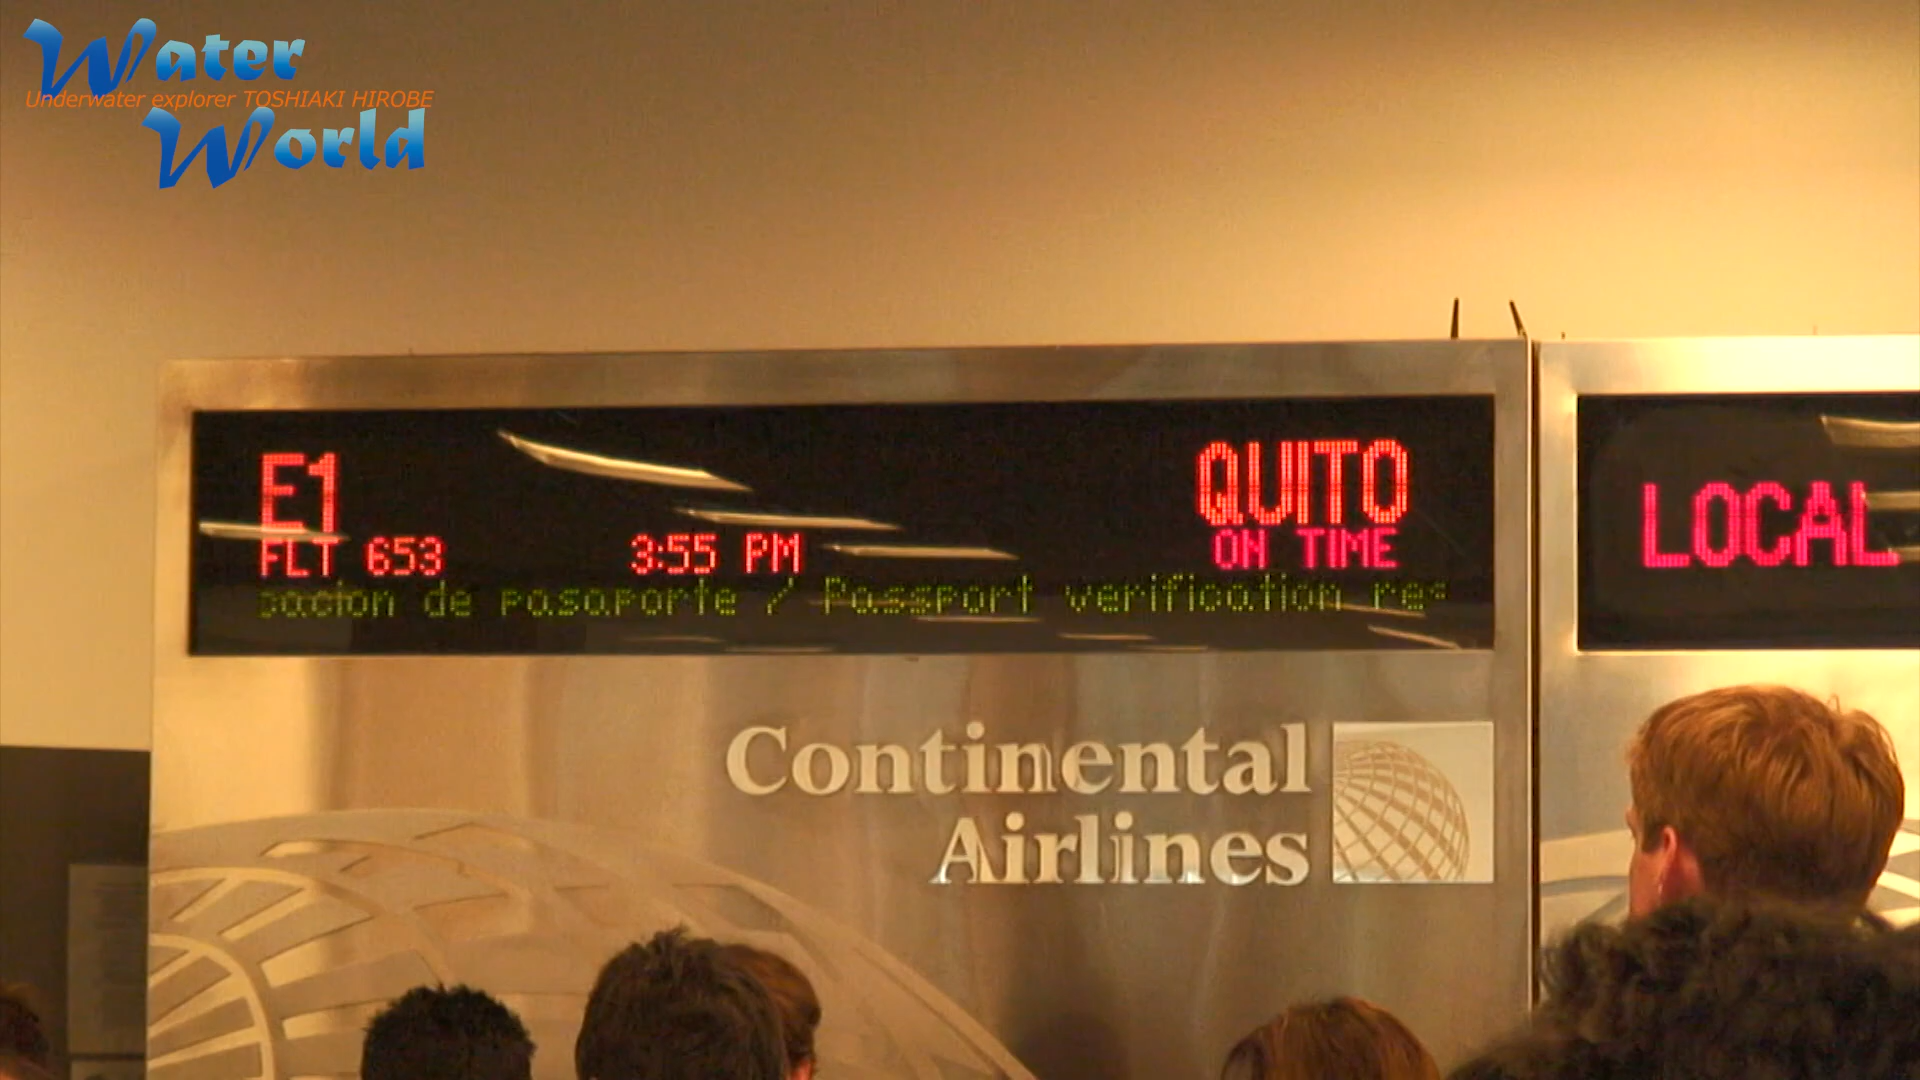 Water
Underwater explorer TOSHIAKI HIROBE
World
E1
QUITO
FLT 653 3:55 PM ON TIME
de pasaporte / Passport verification
LOCAL
Continental
Airlines